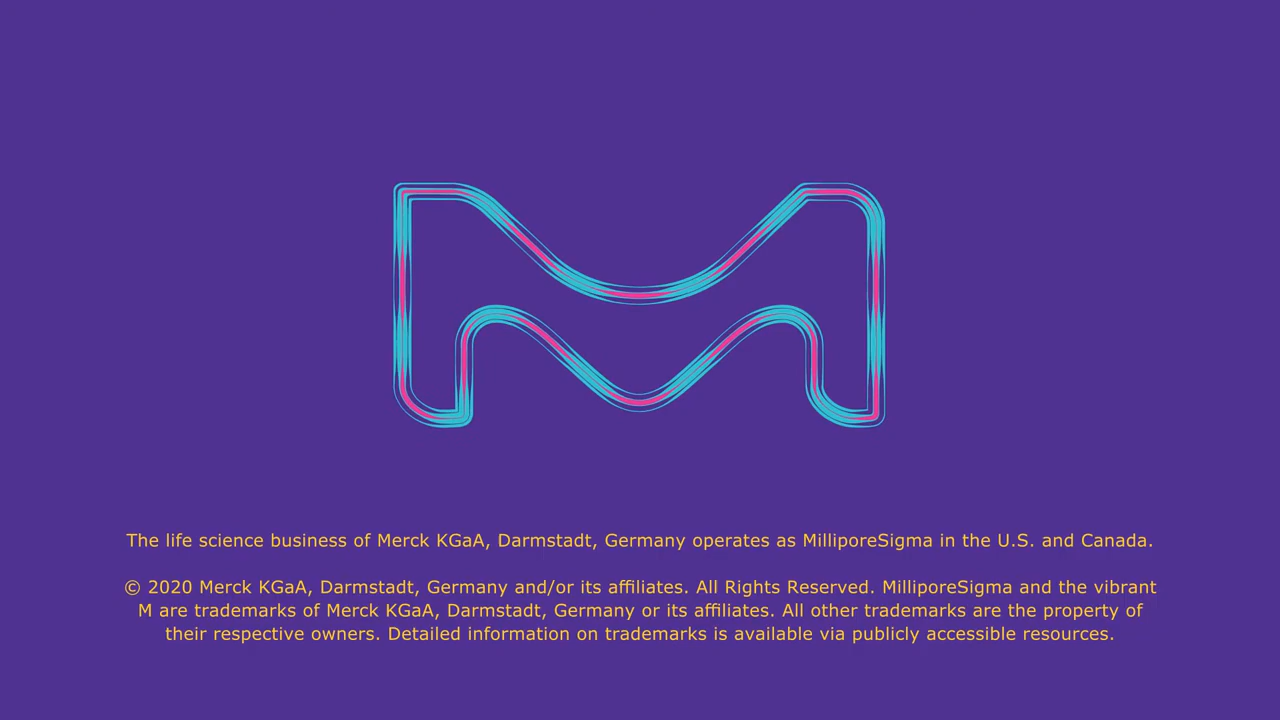 The life science business of Merck KGaA, Darmstadt, Germany operates as MilliporeSigma in the U.S. and Canada.
© 2020 Merck KGaA, Darmstadt, Germany and/or its affiliates. All Rights Reserved. MilliporeSigma and the vibrant
M are trademarks of Merck KGaA, Darmstadt, Germany or its affiliates. All other trademarks are the property of
their respective owners. Detailed information on trademarks is available via publicly accessible resources.